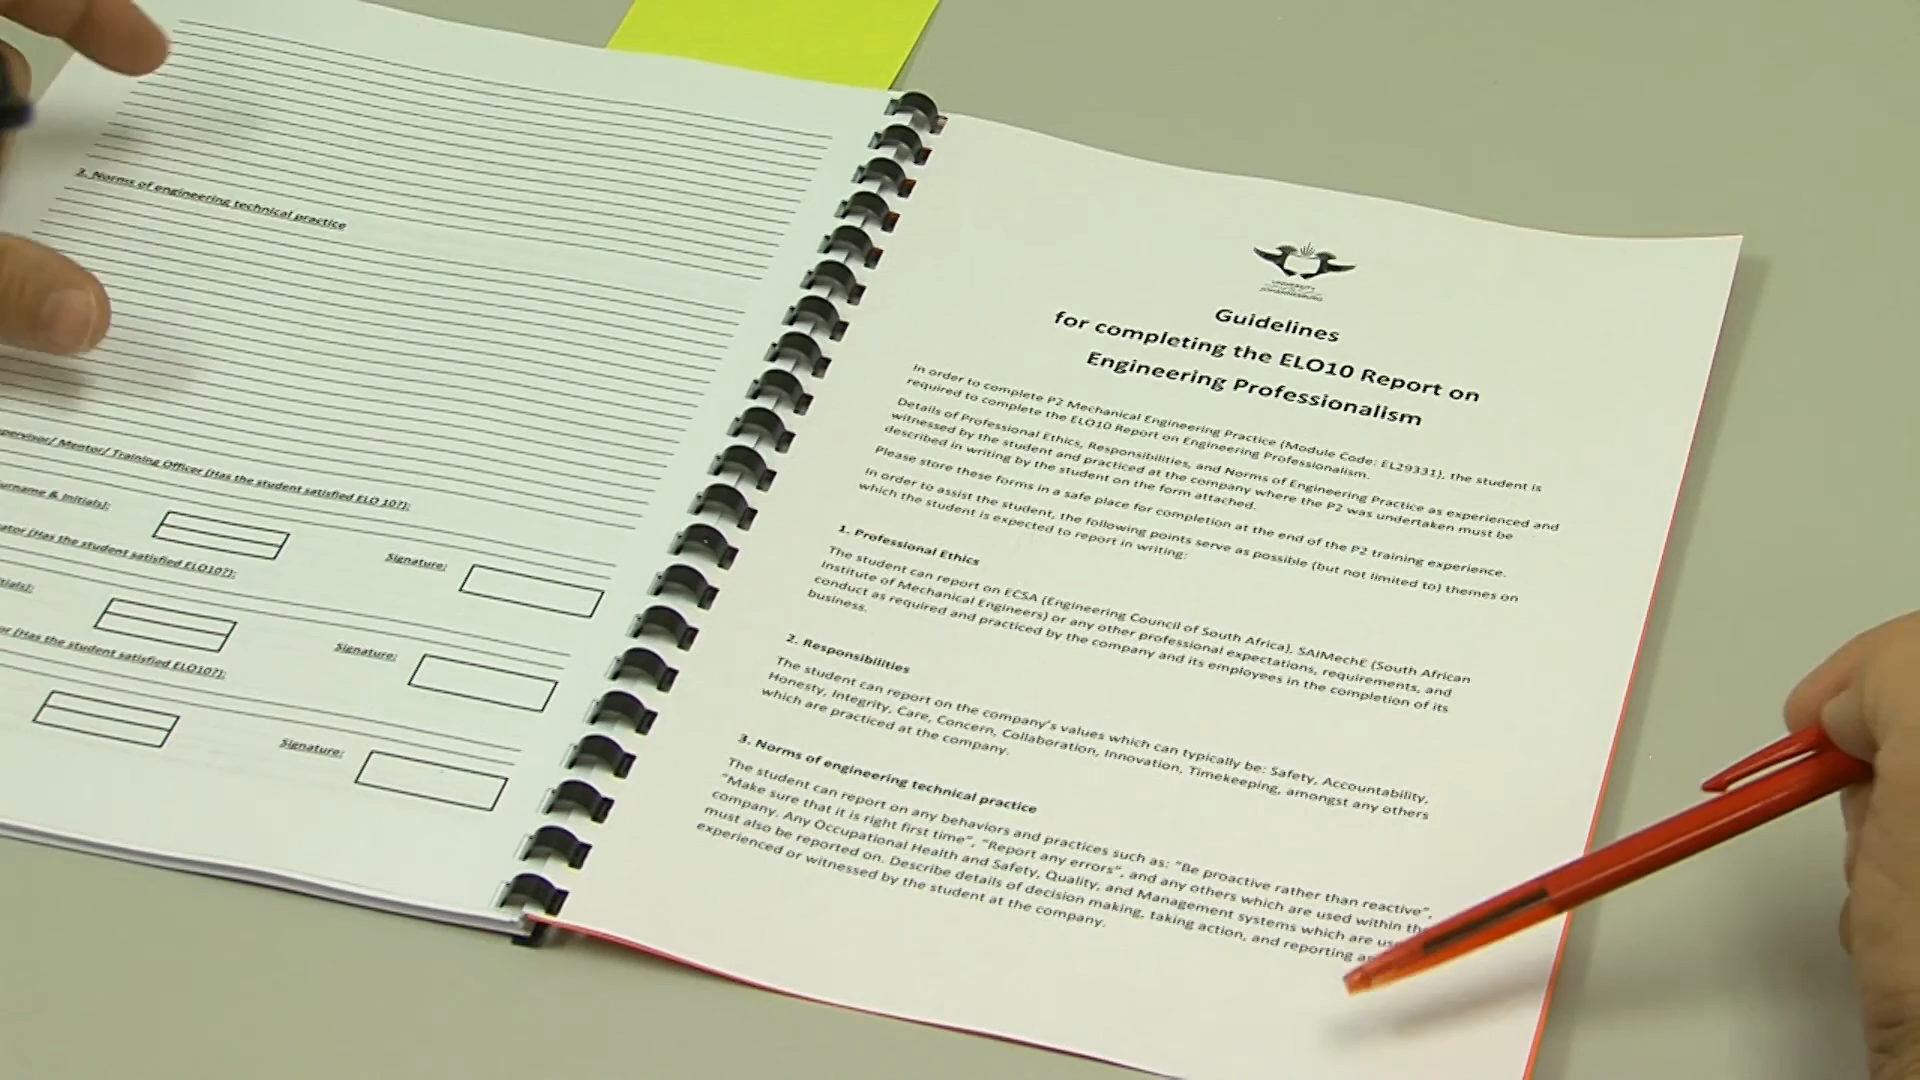 3. Norms of engineering technical practice
Supervisor/ Mentor/ Training Officer (Has the student satisfied ELO 10?):
Surname & Initials):
Signature:
(Has the student satisfied ELO10?):
Signature:
(Has the student satisfied ELO10?):
Signature:
UNIVERSITY
JOHANNESBURG
Guidelines
for completing the ELO10 Report on
Engineering Professionalism
In order to complete P2 Mechanical Engineering Practice (Module Code: EL29331), the student is
required to complete the ELO10 Report on Engineering Professionalism.
Details of Professional Ethics, Responsibilities, and Norms of Engineering Practice as experienced and
witnessed by the student and practiced at the company where the P2 was undertaken must be
described in writing by the student on the form attached.
Please store these forms in a safe place for completion at the end of the P2 training experience.
In order to assist the student, the following points serve as possible (but not limited to) themes on
which the student is expected to report in writing:
1. Professional Ethics
The student can report on ECSA (Engineering Council of South Africa), SAIMechE (South African
Institute of Mechanical Engineers) or any other professional expectations, requirements, and
conduct as required and practiced by the company and its employees in the completion of its
business.
2. Responsibilities
The student can report on the company's values which can typically be: Safety, Accountability,
Honesty, Integrity, Care, Concern, Collaboration, Innovation, Timekeeping, amongst any others
which are practiced at the company.
3. Norms of engineering technical practice
The student can report on any behaviors and practices such as: "Be proactive rather than reactive",
"Make sure that it is right first time", "Report any errors", and any others which are used within the
company. Any Occupational Health and Safety, Quality, and Management systems which are
must also be reported on. Describe details of decision making, taking action, and reporting
experienced or witnessed by the student at the company.